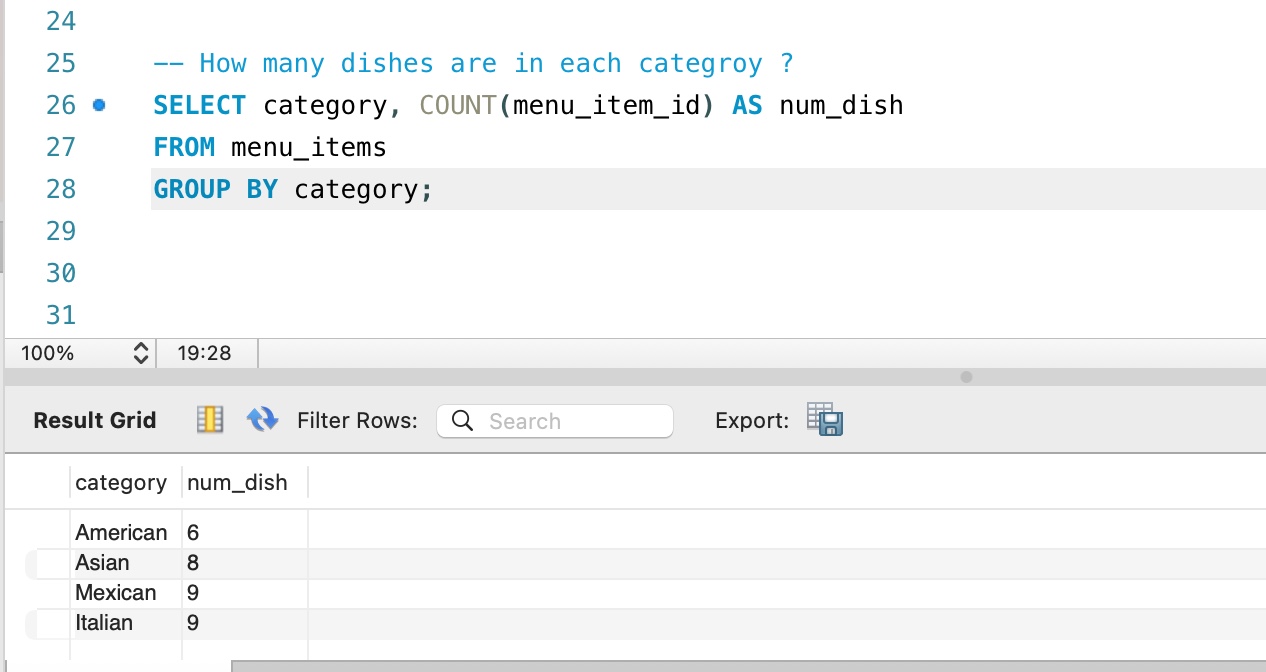 24
25 -- How many dishes are in each categroy ?
26 SELECT category, COUNT(menu_item_id) AS num_dish
27 FROM menu_items
28 GROUP BY category;
29
30
31
100% 19:28
Result Grid Filter Rows: Search Export:
category num_dish
American 6
Asian 8
Mexican 9
Italian 9